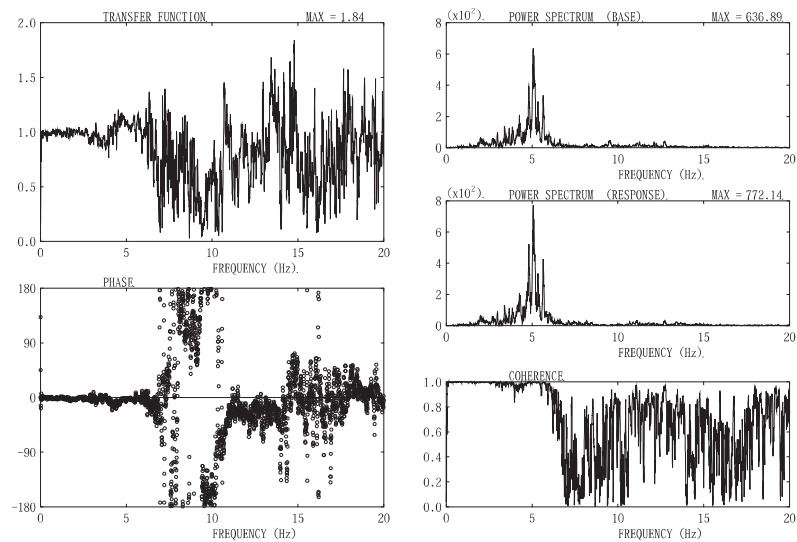 TRANSFER FUNCTION. MAX = 1.84
2.0
1.5
1.0
0.5
0.0
0 5 10 15 20
FREQUENCY (Hz).
PHASE.
180
90
0
-90
-180
0 5 10 15 20
FREQUENCY (Hz)
(x10²). POWER SPECTRUM (BASE). MAX = 636.89.
8
6
4
2
0
0 5 10 15 20
FREQUENCY (Hz).
(x10²). POWER SPECTRUM (RESPONSE). MAX = 772.14.
8
6
4
2
0
0 5 10 15 20
FREQUENCY (Hz).
COHERENCE.
1.0
0.8
0.6
0.4
0.2
0.0
0 5 10 15 20
FREQUENCY (Hz)